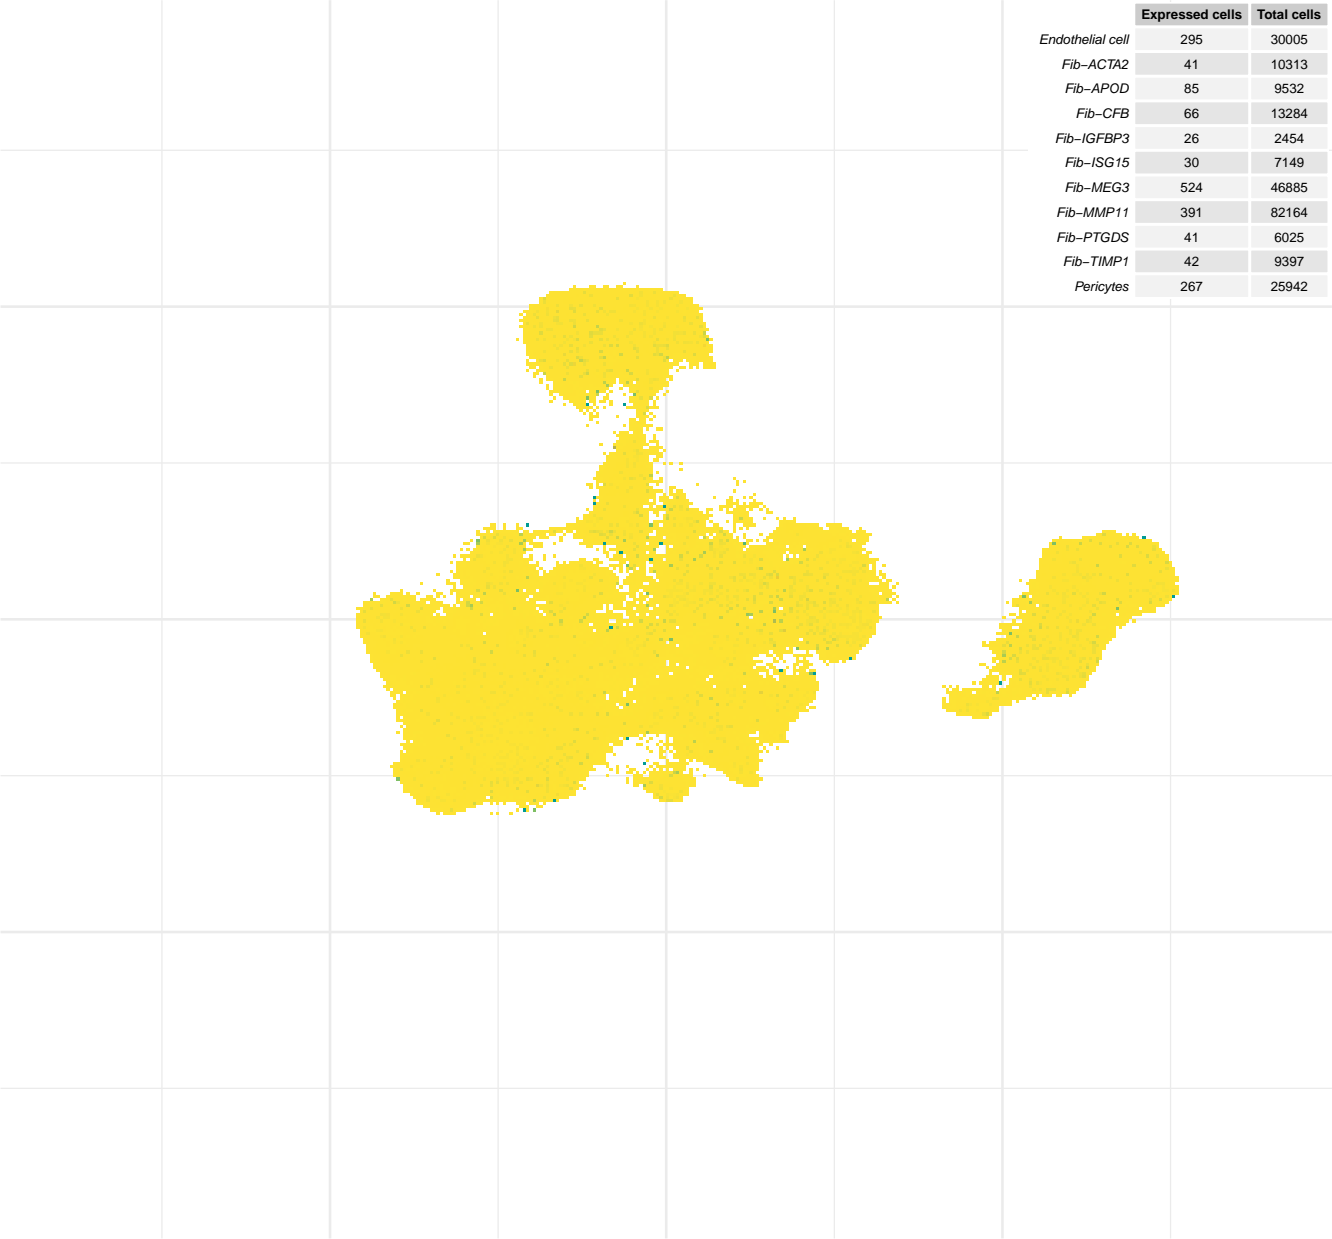 Expressed cells Total cells
Endothelial cell 295 30005
Fib−ACTA2 41 10313
Fib−APOD 85 9532
Fib−CFB 66 13284
Fib−IGFBP3 26 2454
Fib−ISG15 30 7149
Fib−MEG3 524 46885
Fib−MMP11 391 82164
Fib−PTGDS 41 6025
Fib−TIMP1 42 9397
Pericytes 267 25942